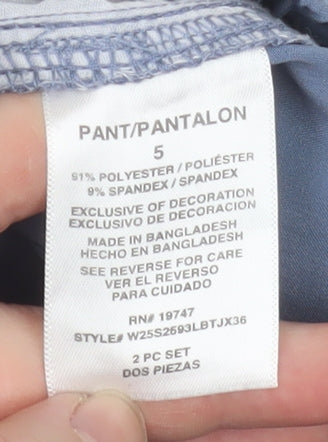 PANT/PANTALON
5
91% POLYESTER / POLIÉSTER
9% SPANDEX / SPANDEX
EXCLUSIVE OF DECORATION
EXCLUSIVO DE DECORACION
MADE IN BANGLADESH
HECHO EN BANGLADESH
SEE REVERSE FOR CARE
VER EL REVERSO
PARA CUIDADO
RN# 19747
STYLE# W25S2593LBTJX36
2 PC SET
DOS PIEZAS